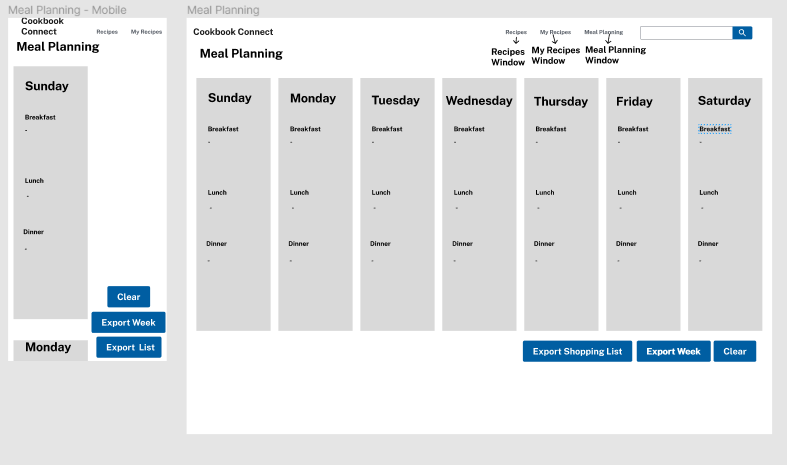 Meal Planning - Mobile
Cookbook
Connect
Recipes My Recipes
Meal Planning
Sunday
Breakfast
-
Lunch
-
Dinner
-
Clear
Export Week
Export List
Monday
Meal Planning
Cookbook Connect
Recipes My Recipes Meal Planning
Recipes
Window
My Recipes
Window
Meal Planning
Window
Meal Planning
Sunday Monday Tuesday Wednesday Thursday Friday Saturday
Breakfast Breakfast Breakfast Breakfast Breakfast Breakfast Breakfast
- - - - - - -
Lunch Lunch Lunch Lunch Lunch Lunch Lunch
- - - - - - -
Dinner Dinner Dinner Dinner Dinner Dinner Dinner
- - - - - - -
Export Shopping List Export Week Clear